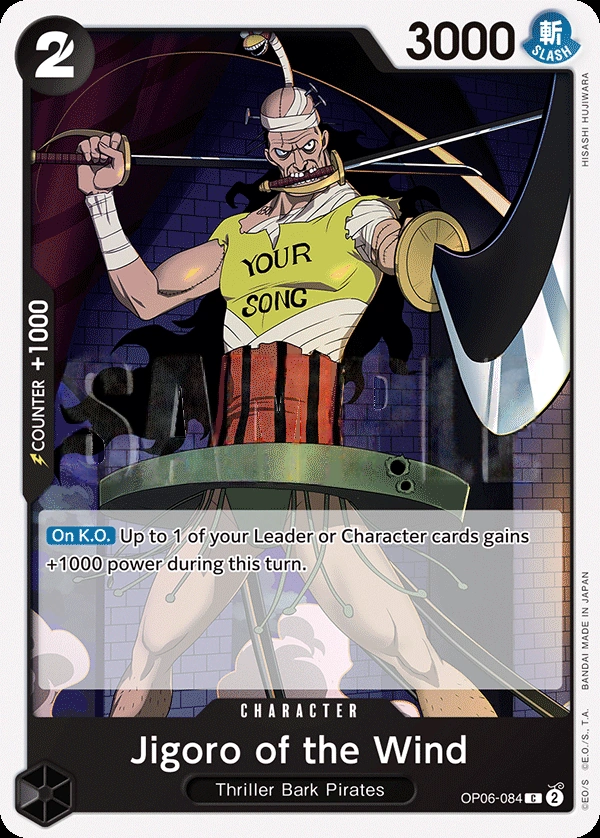 2
3000
斬
SLASH
HISASHI HUJIWARA
YOUR
SONG
COUNTER +1000
SAMPLE
On K.O. Up to 1 of your Leader or Character cards gains
+1000 power during this turn.
CHARACTER
Jigoro of the Wind
Thriller Bark Pirates
OP06-084 C 2
©EO/S ©E.O./S., T.A. BANDAI MADE IN JAPAN